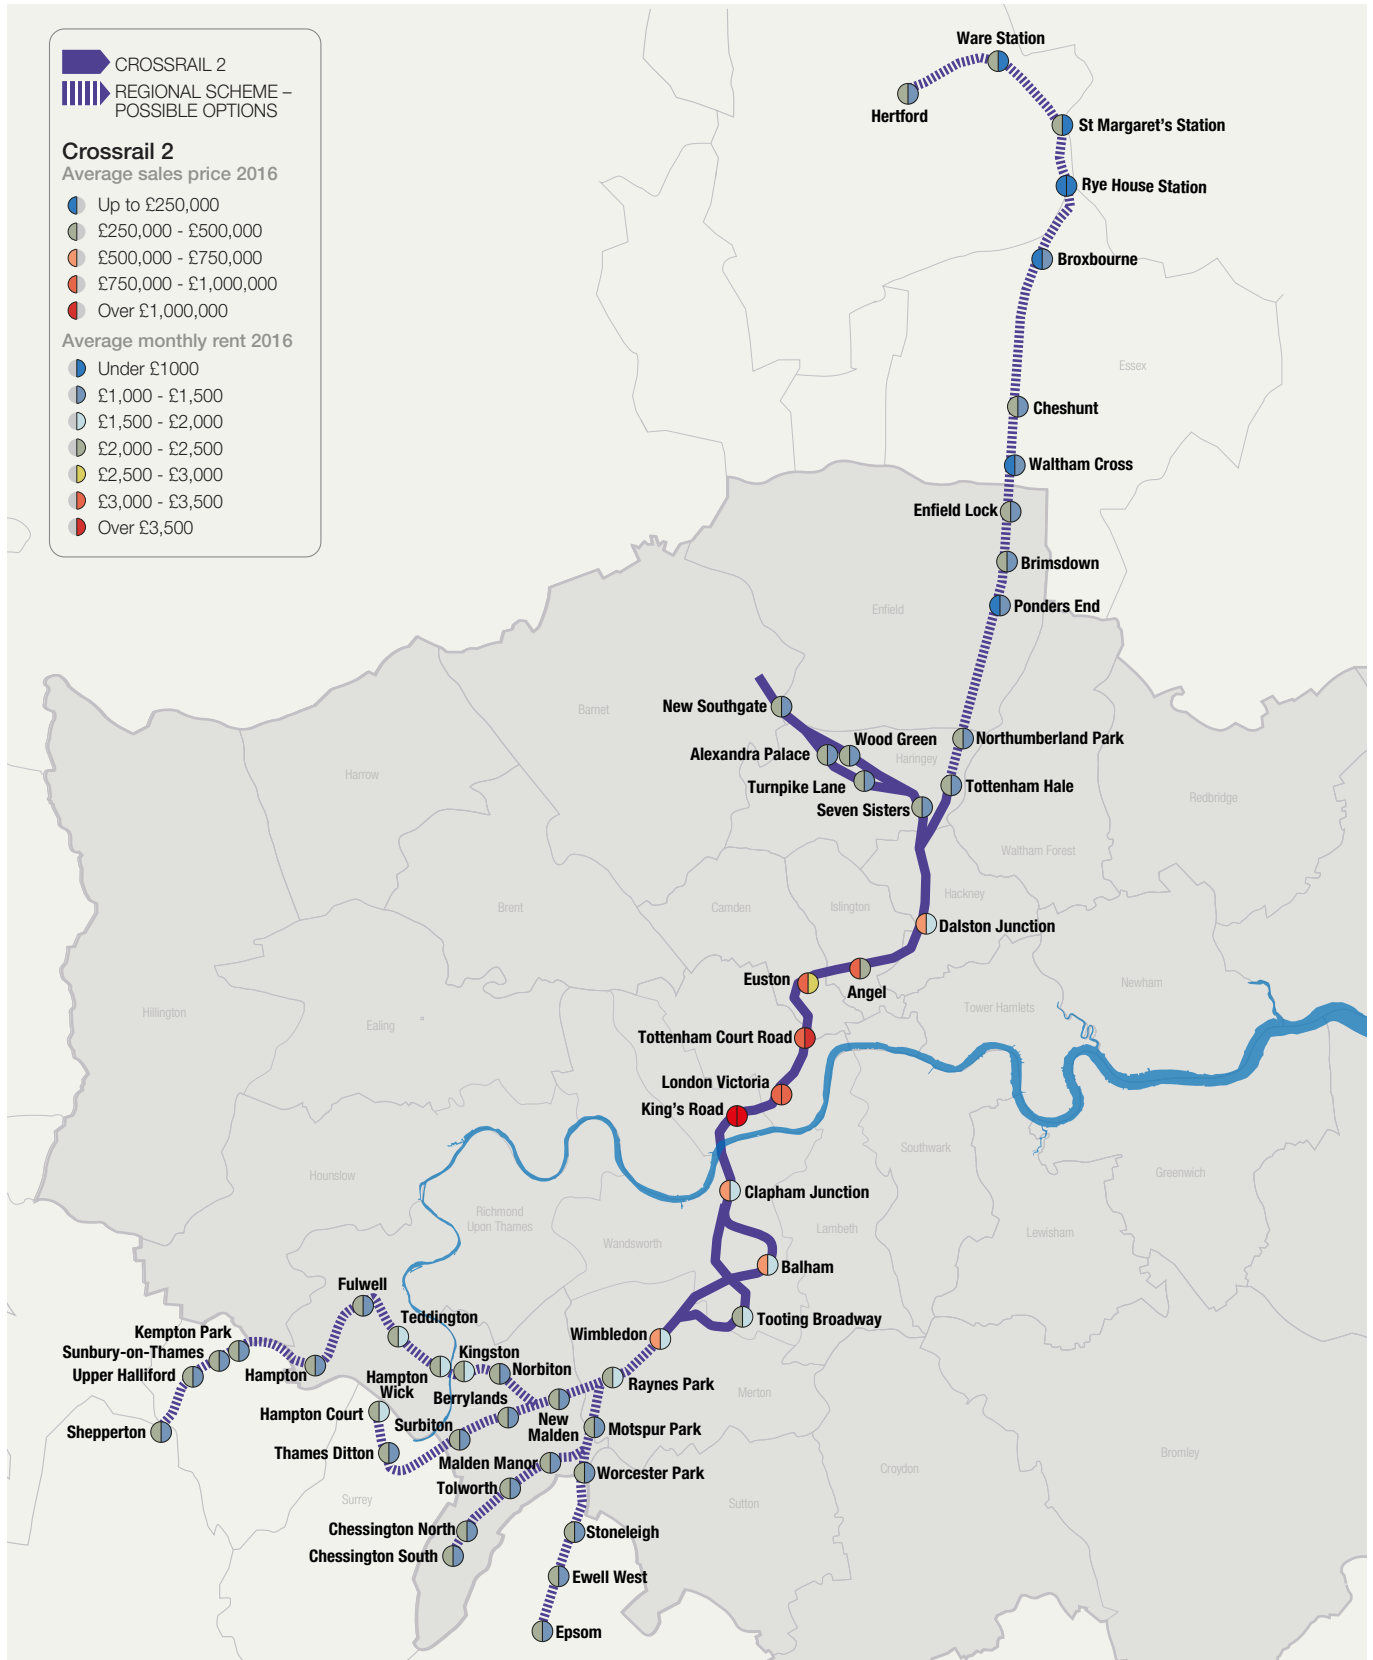 CROSSRAIL 2
REGIONAL SCHEME –
POSSIBLE OPTIONS
Crossrail 2
Average sales price 2016
Up to £250,000
£250,000 - £500,000
£500,000 - £750,000
£750,000 - £1,000,000
Over £1,000,000
Average monthly rent 2016
Under £1000
£1,000 - £1,500
£1,500 - £2,000
£2,000 - £2,500
£2,500 - £3,000
£3,000 - £3,500
Over £3,500
Ware Station
Hertford
St Margaret's Station
Rye House Station
Broxbourne
Essex
Cheshunt
Waltham Cross
Enfield Lock
Brimsdown
Ponders End
Enfield
New Southgate
Barnet
Wood Green
Northumberland Park
Alexandra Palace
Haringey
Harrow
Turnpike Lane
Tottenham Hale
Seven Sisters
Redbridge
Waltham Forest
Hackney
Brent
Camden
Islington
Dalston Junction
Euston
Angel
Newham
Tower Hamlets
Hillington
Ealing
Tottenham Court Road
London Victoria
King's Road
Southwark
Greenwich
Hounslow
Clapham Junction
Richmond
Upon Thames
Lambeth
Lewisham
Wandsworth
Balham
Fulwell
Teddington
Tooting Broadway
Kempton Park
Wimbledon
Sunbury-on-Thames
Kingston
Upper Halliford
Hampton
Hampton
Wick
Norbiton
Raynes Park
Merton
Berrylands
Hampton Court
Surbiton
New
Malden
Motspur Park
Shepperton
Thames Ditton
Bromley
Malden Manor
Worcester Park
Croydon
Tolworth
Surrey
Sutton
Chessington North
Stoneleigh
Chessington South
Ewell West
Epsom